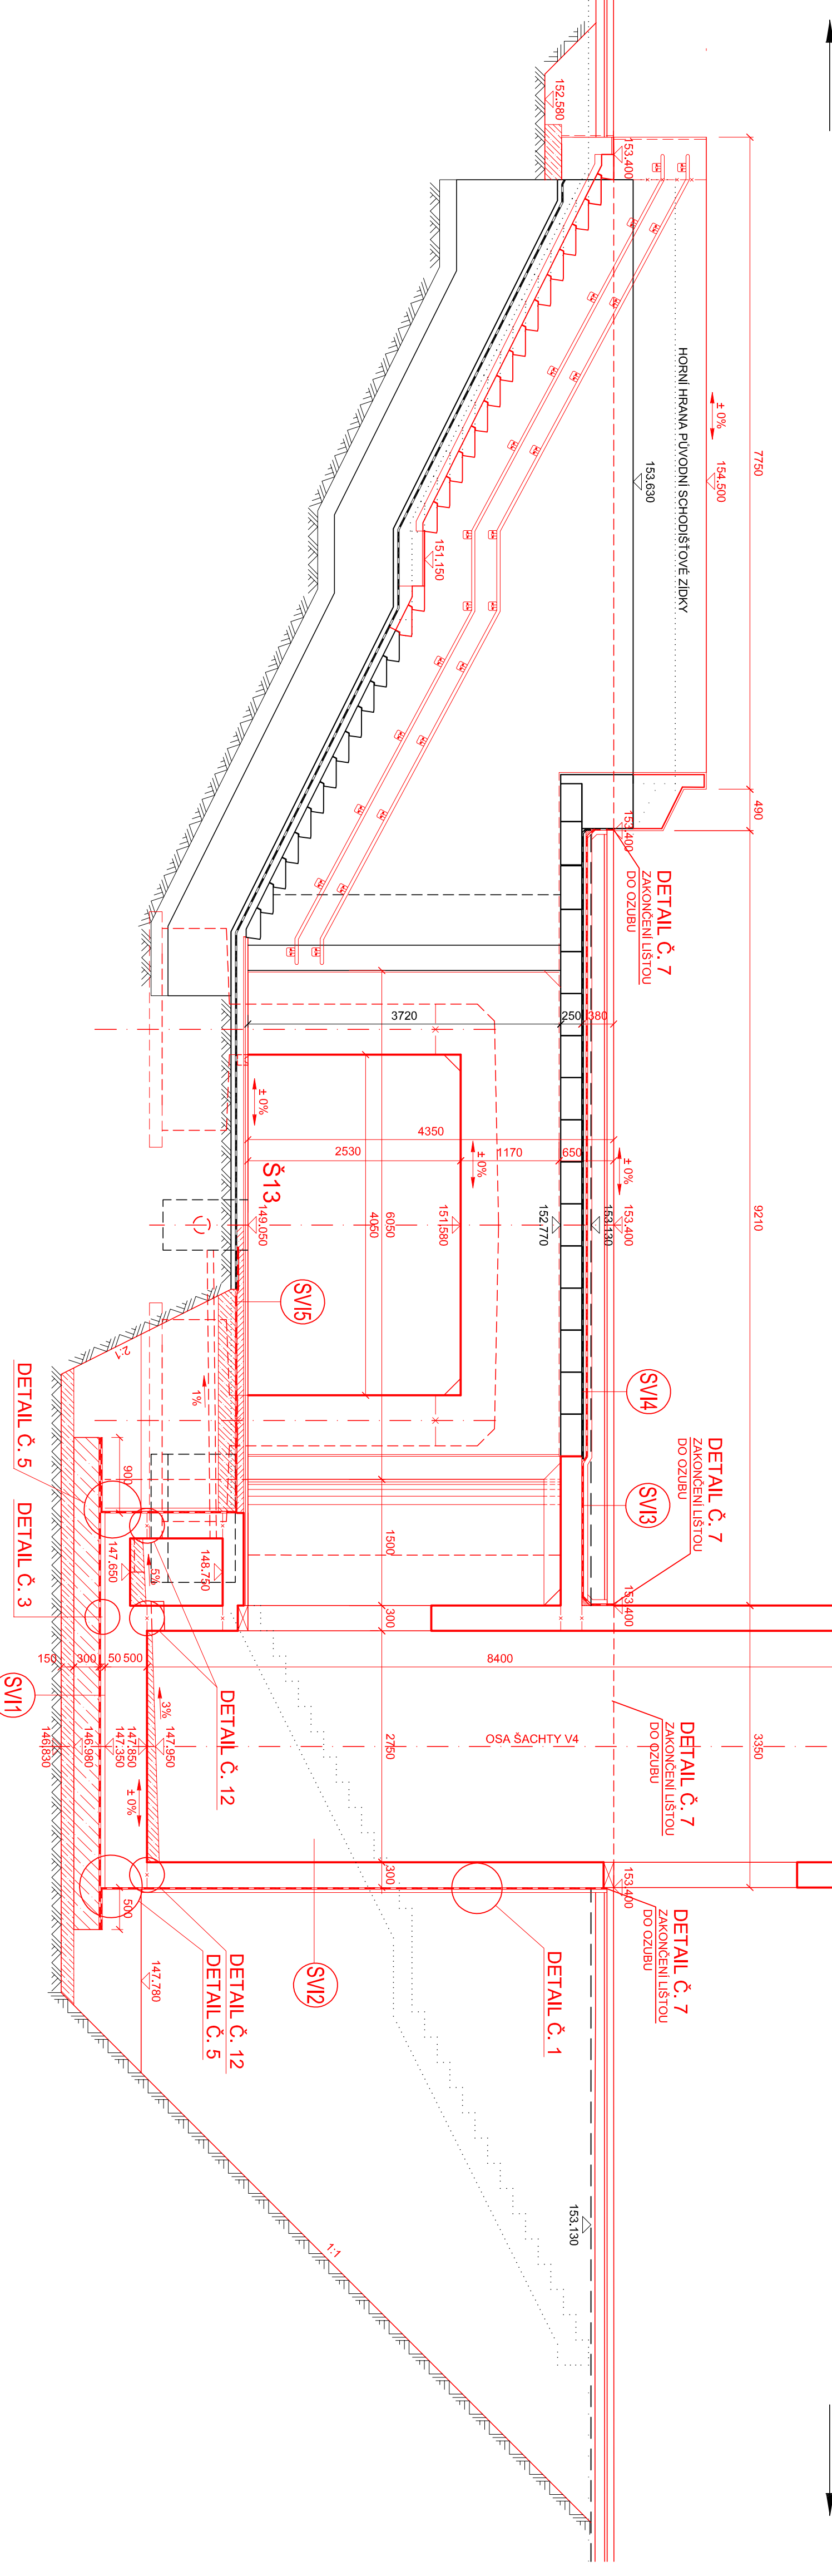 152.580
153.400
HORNÍ HRANA PŮVODNÍ SCHODIŠŤOVÉ ZÍDKY
± 0%
154.500
153.630
7750
151.150
490
153.400
DETAIL Č. 7
ZAKONČENÍ LIŠTOU
DO OZUBU
3720
250
380
± 0%
4350
2530
± 0%
1170
650
± 0%
Š13
149.050
6050
4050
151.580
152.770
153.130
153.400
9210
SVI5
SVI4
2:1
1%
DETAIL Č. 7
ZAKONČENÍ LIŠTOU
DO OZUBU
SVI3
DETAIL Č. 5
DETAIL Č. 3
900
147.650
5%
148.750
1500
300
153.400
150
300
50
500
8400
SVI1
3%
DETAIL Č. 12
146.830
146.980
147.350
147.850
147.950
± 0%
2750
OSA ŠACHTY V4
DETAIL Č. 7
ZAKONČENÍ LIŠTOU
DO OZUBU
3350
300
153.400
500
DETAIL Č. 7
ZAKONČENÍ LIŠTOU
DO OZUBU
147.780
DETAIL Č. 12
DETAIL Č. 5
SVI2
DETAIL Č. 1
153.130
1:1